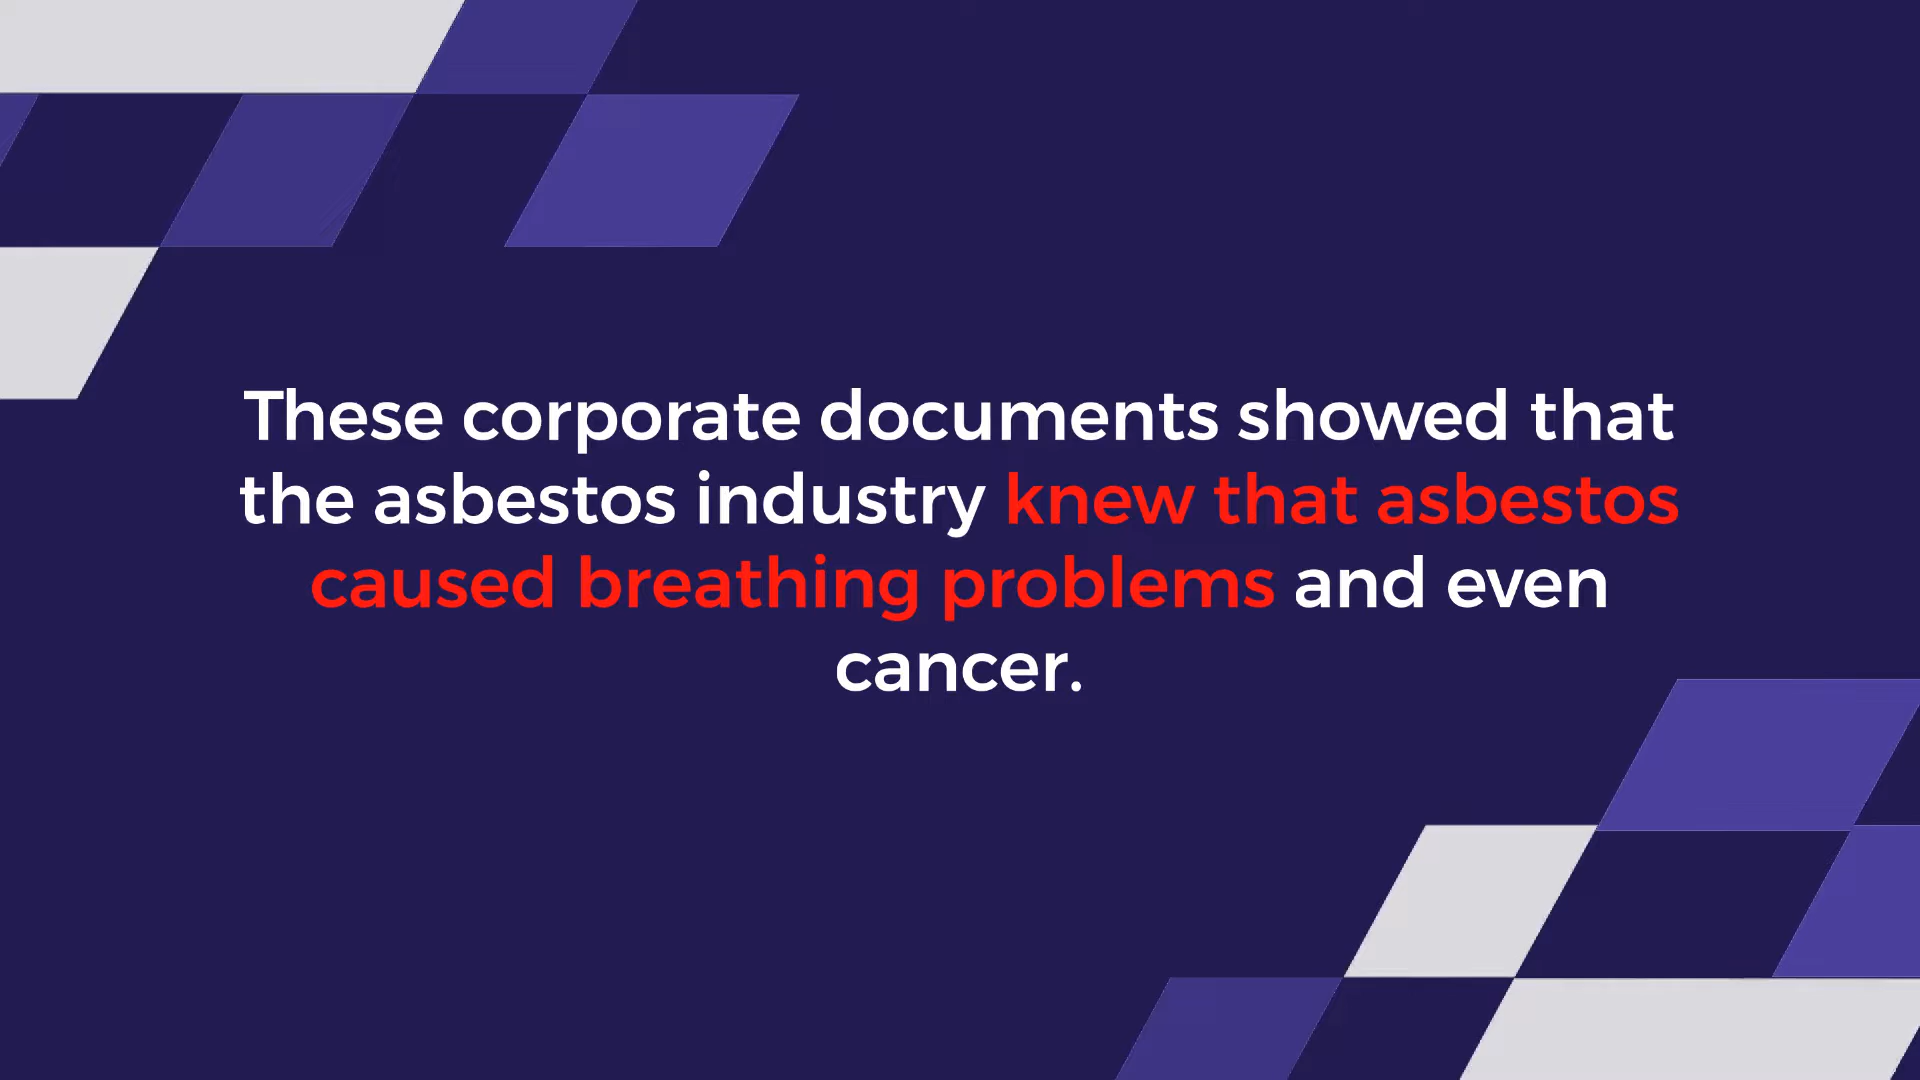 These corporate documents showed that
the asbestos industry knew that asbestos
caused breathing problems and even
cancer.